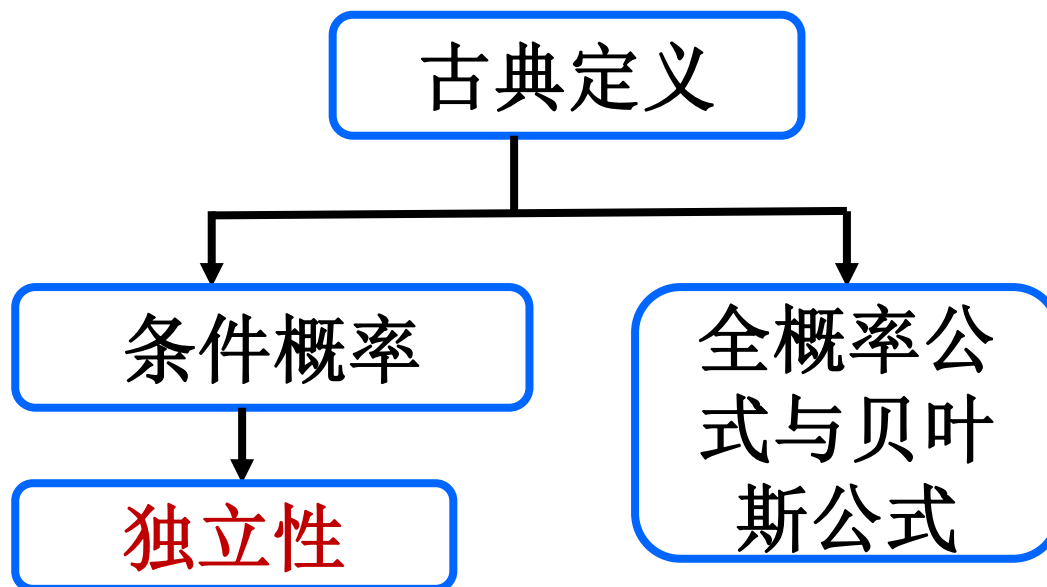 古典定义
条件概率
全概率公
式与贝叶
斯公式
独立性